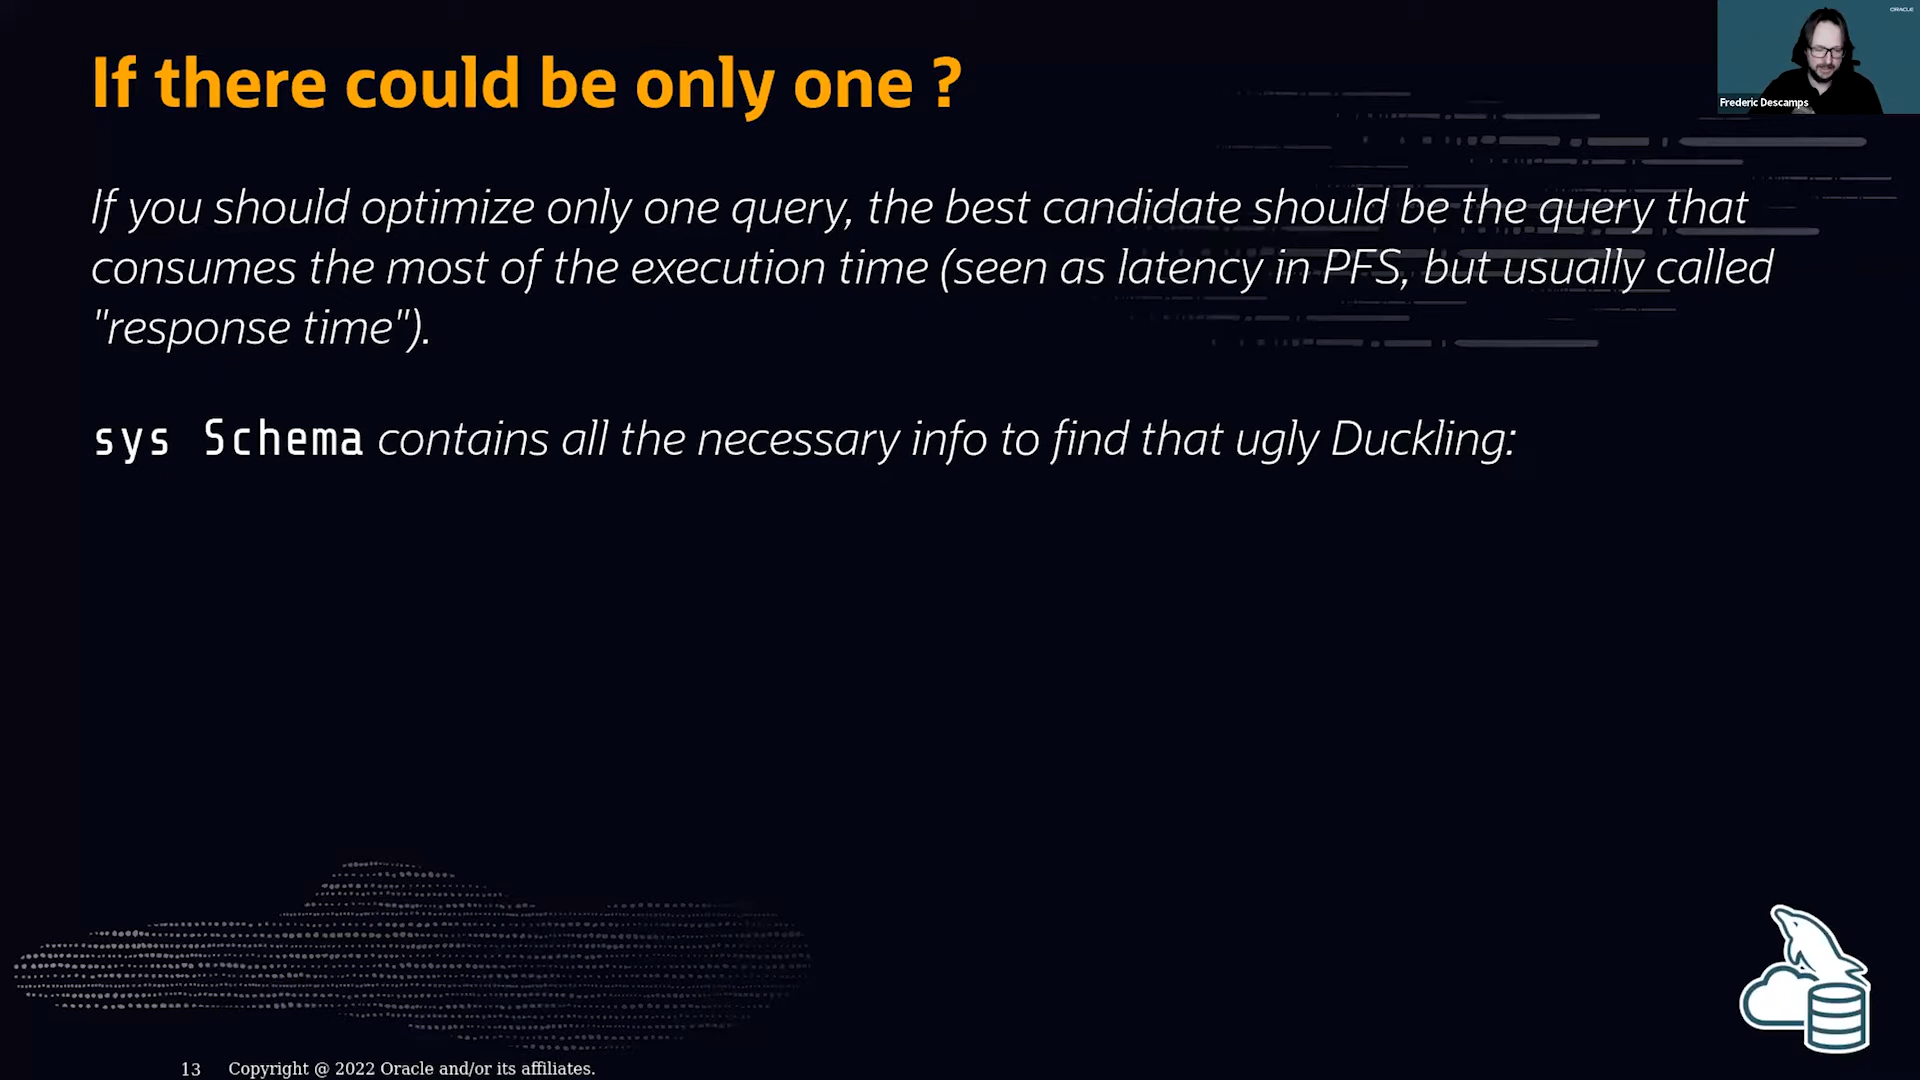 If there could be only one ?
ORACLE
Frederic Descamps
If you should optimize only one query, the best candidate should be the query that
consumes the most of the execution time (seen as latency in PFS, but usually called
"response time").
sys Schema contains all the necessary info to find that ugly Duckling:
13 Copyright @ 2022 Oracle and/or its affiliates.